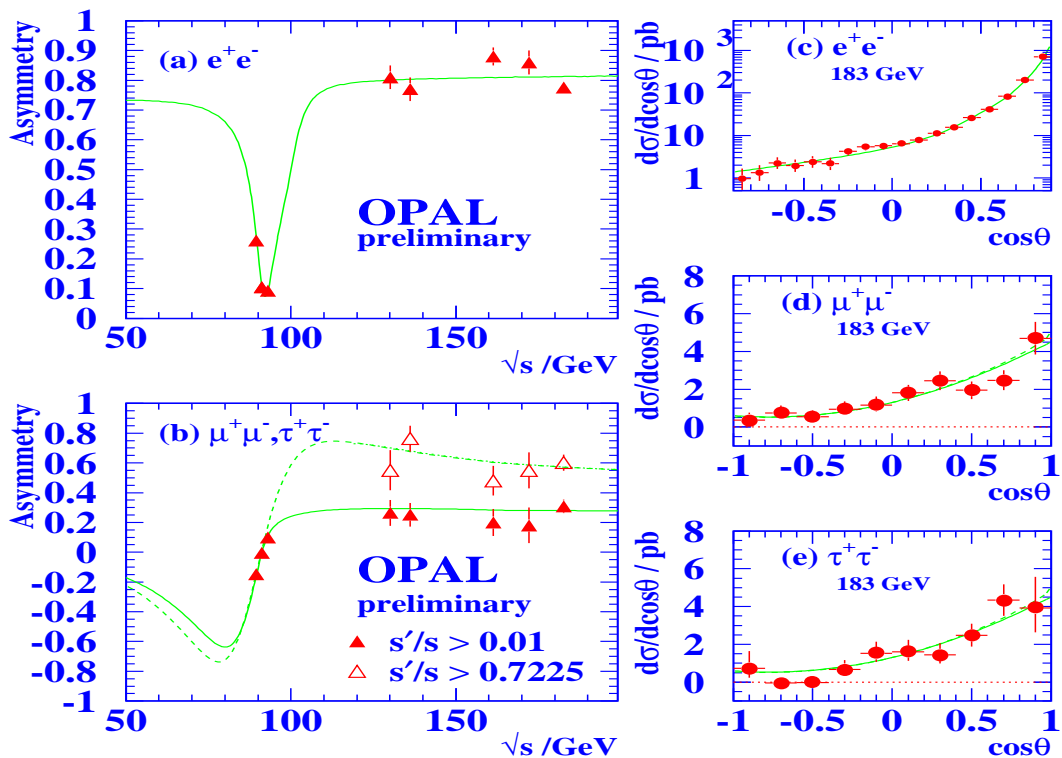 Asymmetry
1
0.9
0.8
0.7
0.6
0.5
0.4
0.3
0.2
0.1
0
(a) e⁺e⁻
OPAL
preliminary
50 100 150
√s /GeV
Asymmetry
1
0.8
0.6
0.4
0.2
0
-0.2
-0.4
-0.6
-0.8
-1
(b) μ⁺μ⁻,τ⁺τ⁻
OPAL
preliminary
s′/s > 0.01
s′/s > 0.7225
50 100 150
√s /GeV
dσ/dcosθ / pb
10 3
10 2
10
1
(c) e⁺e⁻
183 GeV
-0.5 0 0.5
cosθ
dσ/dcosθ / pb
8
6
4
2
0
(d) μ⁺μ⁻
183 GeV
-1 -0.5 0 0.5 1
cosθ
dσ/dcosθ / pb
8
6
4
2
0
(e) τ⁺τ⁻
183 GeV
-1 -0.5 0 0.5 1
cosθ